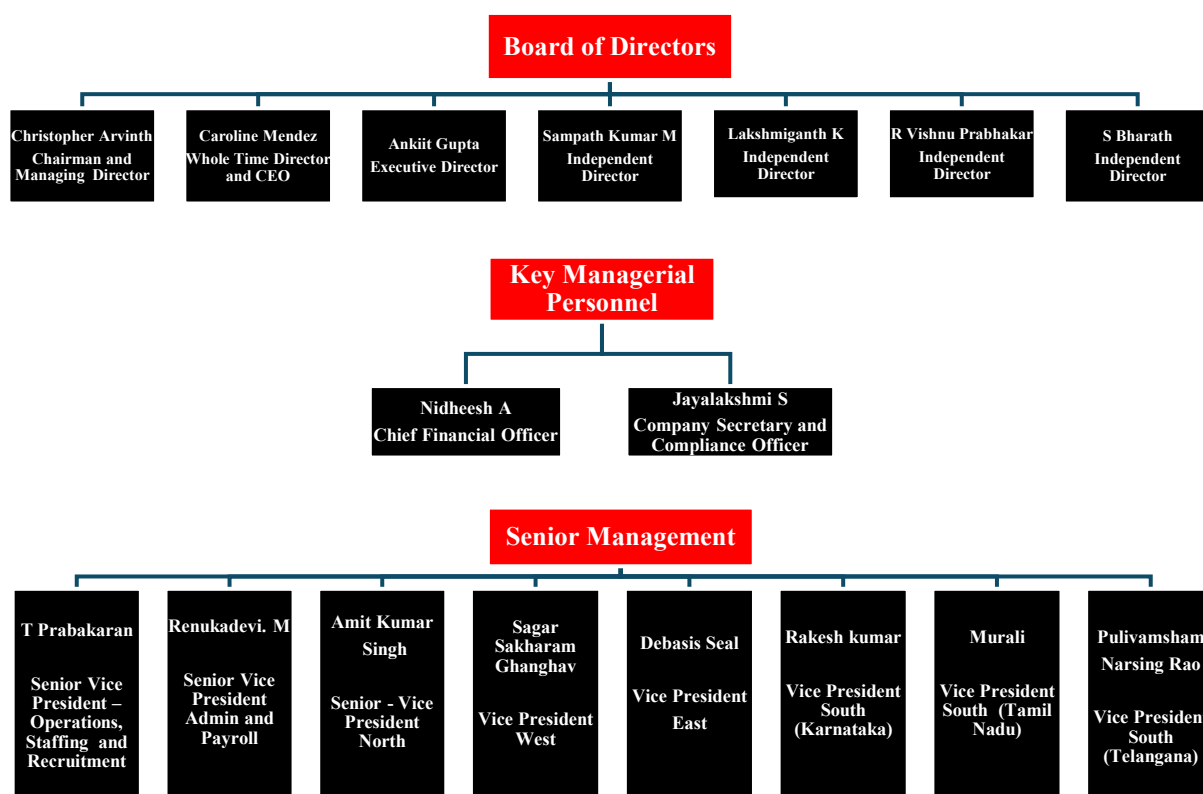 Board of Directors
Christopher Arvinth
Chairman and
Managing Director
Caroline Mendez
Whole Time Director
and CEO
Ankiit Gupta
Executive Director
Sampath Kumar M
Independent
Director
Lakshmiganth K
Independent
Director
R Vishnu Prabhakar
Independent
Director
S Bharath
Independent
Director
Key Managerial
Personnel
Nidheesh A
Chief Financial Officer
Jayalakshmi S
Company Secretary and
Compliance Officer
Senior Management
T Prabakaran
Senior Vice
President –
Operations,
Staffing and
Recruitment
Renukadevi. M
Senior Vice
President
Admin and
Payroll
Amit Kumar
Singh
Senior - Vice
President
North
Sagar
Sakharam
Ghanghav
Vice President
West
Debasis Seal
Vice President
East
Rakesh kumar
Vice President
South
(Karnataka)
Murali
Vice President
South (Tamil
Nadu)
Pulivamsham
Narsing Rao
Vice President
South
(Telangana)